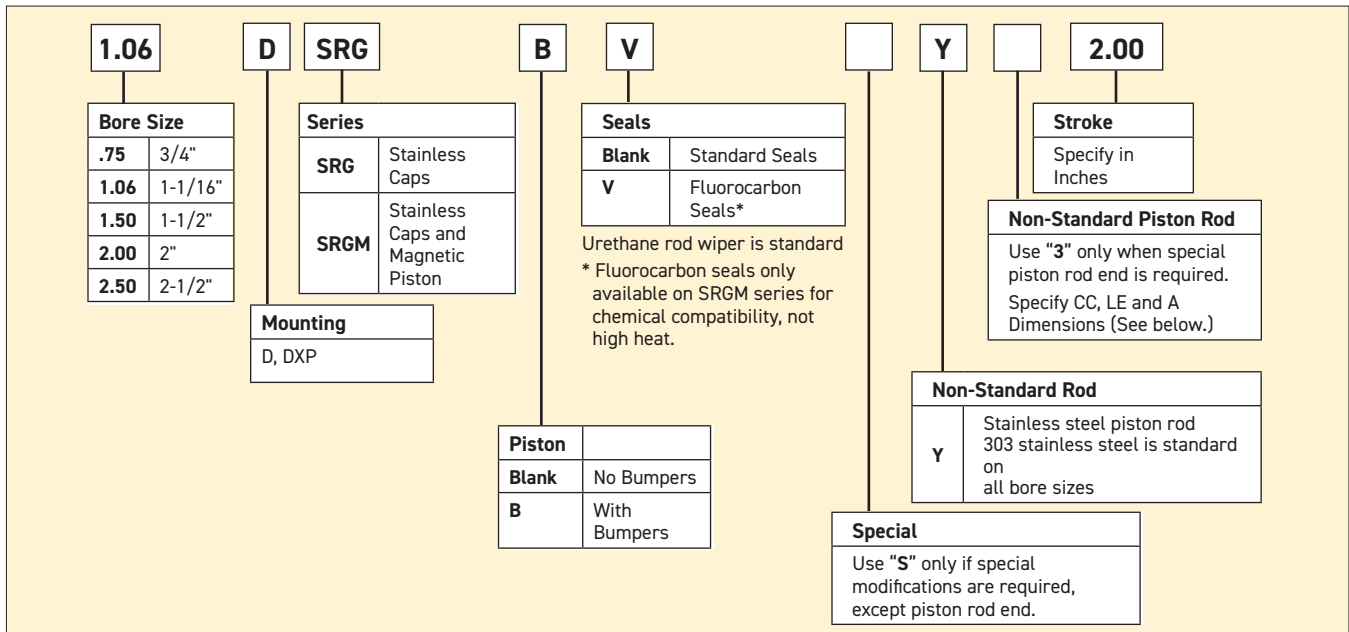 1.06 D SRG B V Y 2.00
Bore Size
.75 3/4"
1.06 1-1/16"
1.50 1-1/2"
2.00 2"
2.50 2-1/2"
Mounting
D, DXP
Series
SRG Stainless
Caps
SRGM Stainless
Caps and
Magnetic
Piston
Piston
Blank No Bumpers
B With
Bumpers
Seals
Blank Standard Seals
V Fluorocarbon
Seals*
Urethane rod wiper is standard
* Fluorocarbon seals only
available on SRGM series for
chemical compatibility, not
high heat.
Special
Use "S" only if special
modifications are required,
except piston rod end.
Non-Standard Rod
Y Stainless steel piston rod
303 stainless steel is standard
on
all bore sizes
Non-Standard Piston Rod
Use "3" only when special
piston rod end is required.
Specify CC, LE and A
Dimensions (See below.)
Stroke
Specify in
Inches